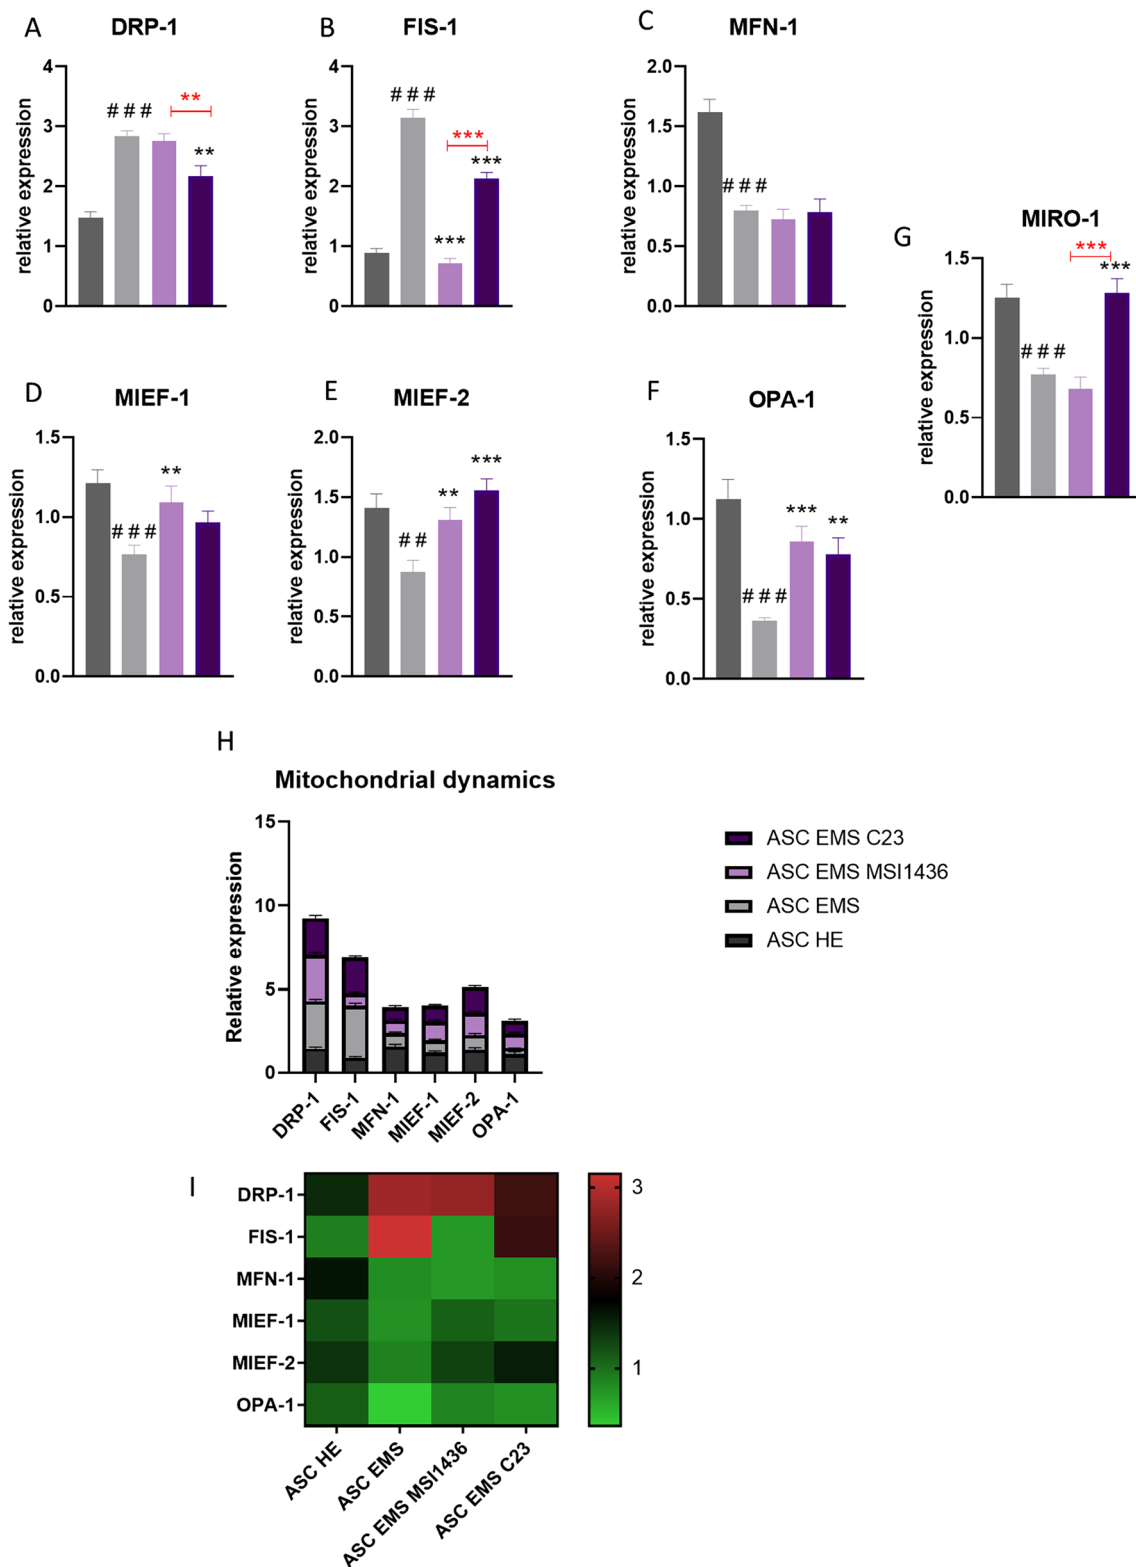 A
DRP-1
relative expression
4
3
2
1
0
# # #
**
**
B
FIS-1
relative expression
4
3
2
1
0
# # #
***
***
***
C
MFN-1
relative expression
2.0
1.5
1.0
0.5
0.0
# # #
G
MIRO-1
relative expression
1.5
1.0
0.5
0.0
# # #
***
***
D
MIEF-1
relative expression
1.5
1.0
0.5
0.0
# # #
**
E
MIEF-2
relative expression
2.0
1.5
1.0
0.5
0.0
# #
**
***
F
OPA-1
relative expression
1.5
1.0
0.5
0.0
# # #
***
**
H
Mitochondrial dynamics
Relative expression
15
10
5
0
DRP-1
FIS-1
MFN-1
MIEF-1
MIEF-2
OPA-1
ASC EMS C23
ASC EMS MSI1436
ASC EMS
ASC HE
I
DRP-1
FIS-1
MFN-1
MIEF-1
MIEF-2
OPA-1
ASC HE
ASC EMS
ASC EMS MSI1436
ASC EMS C23
3
2
1